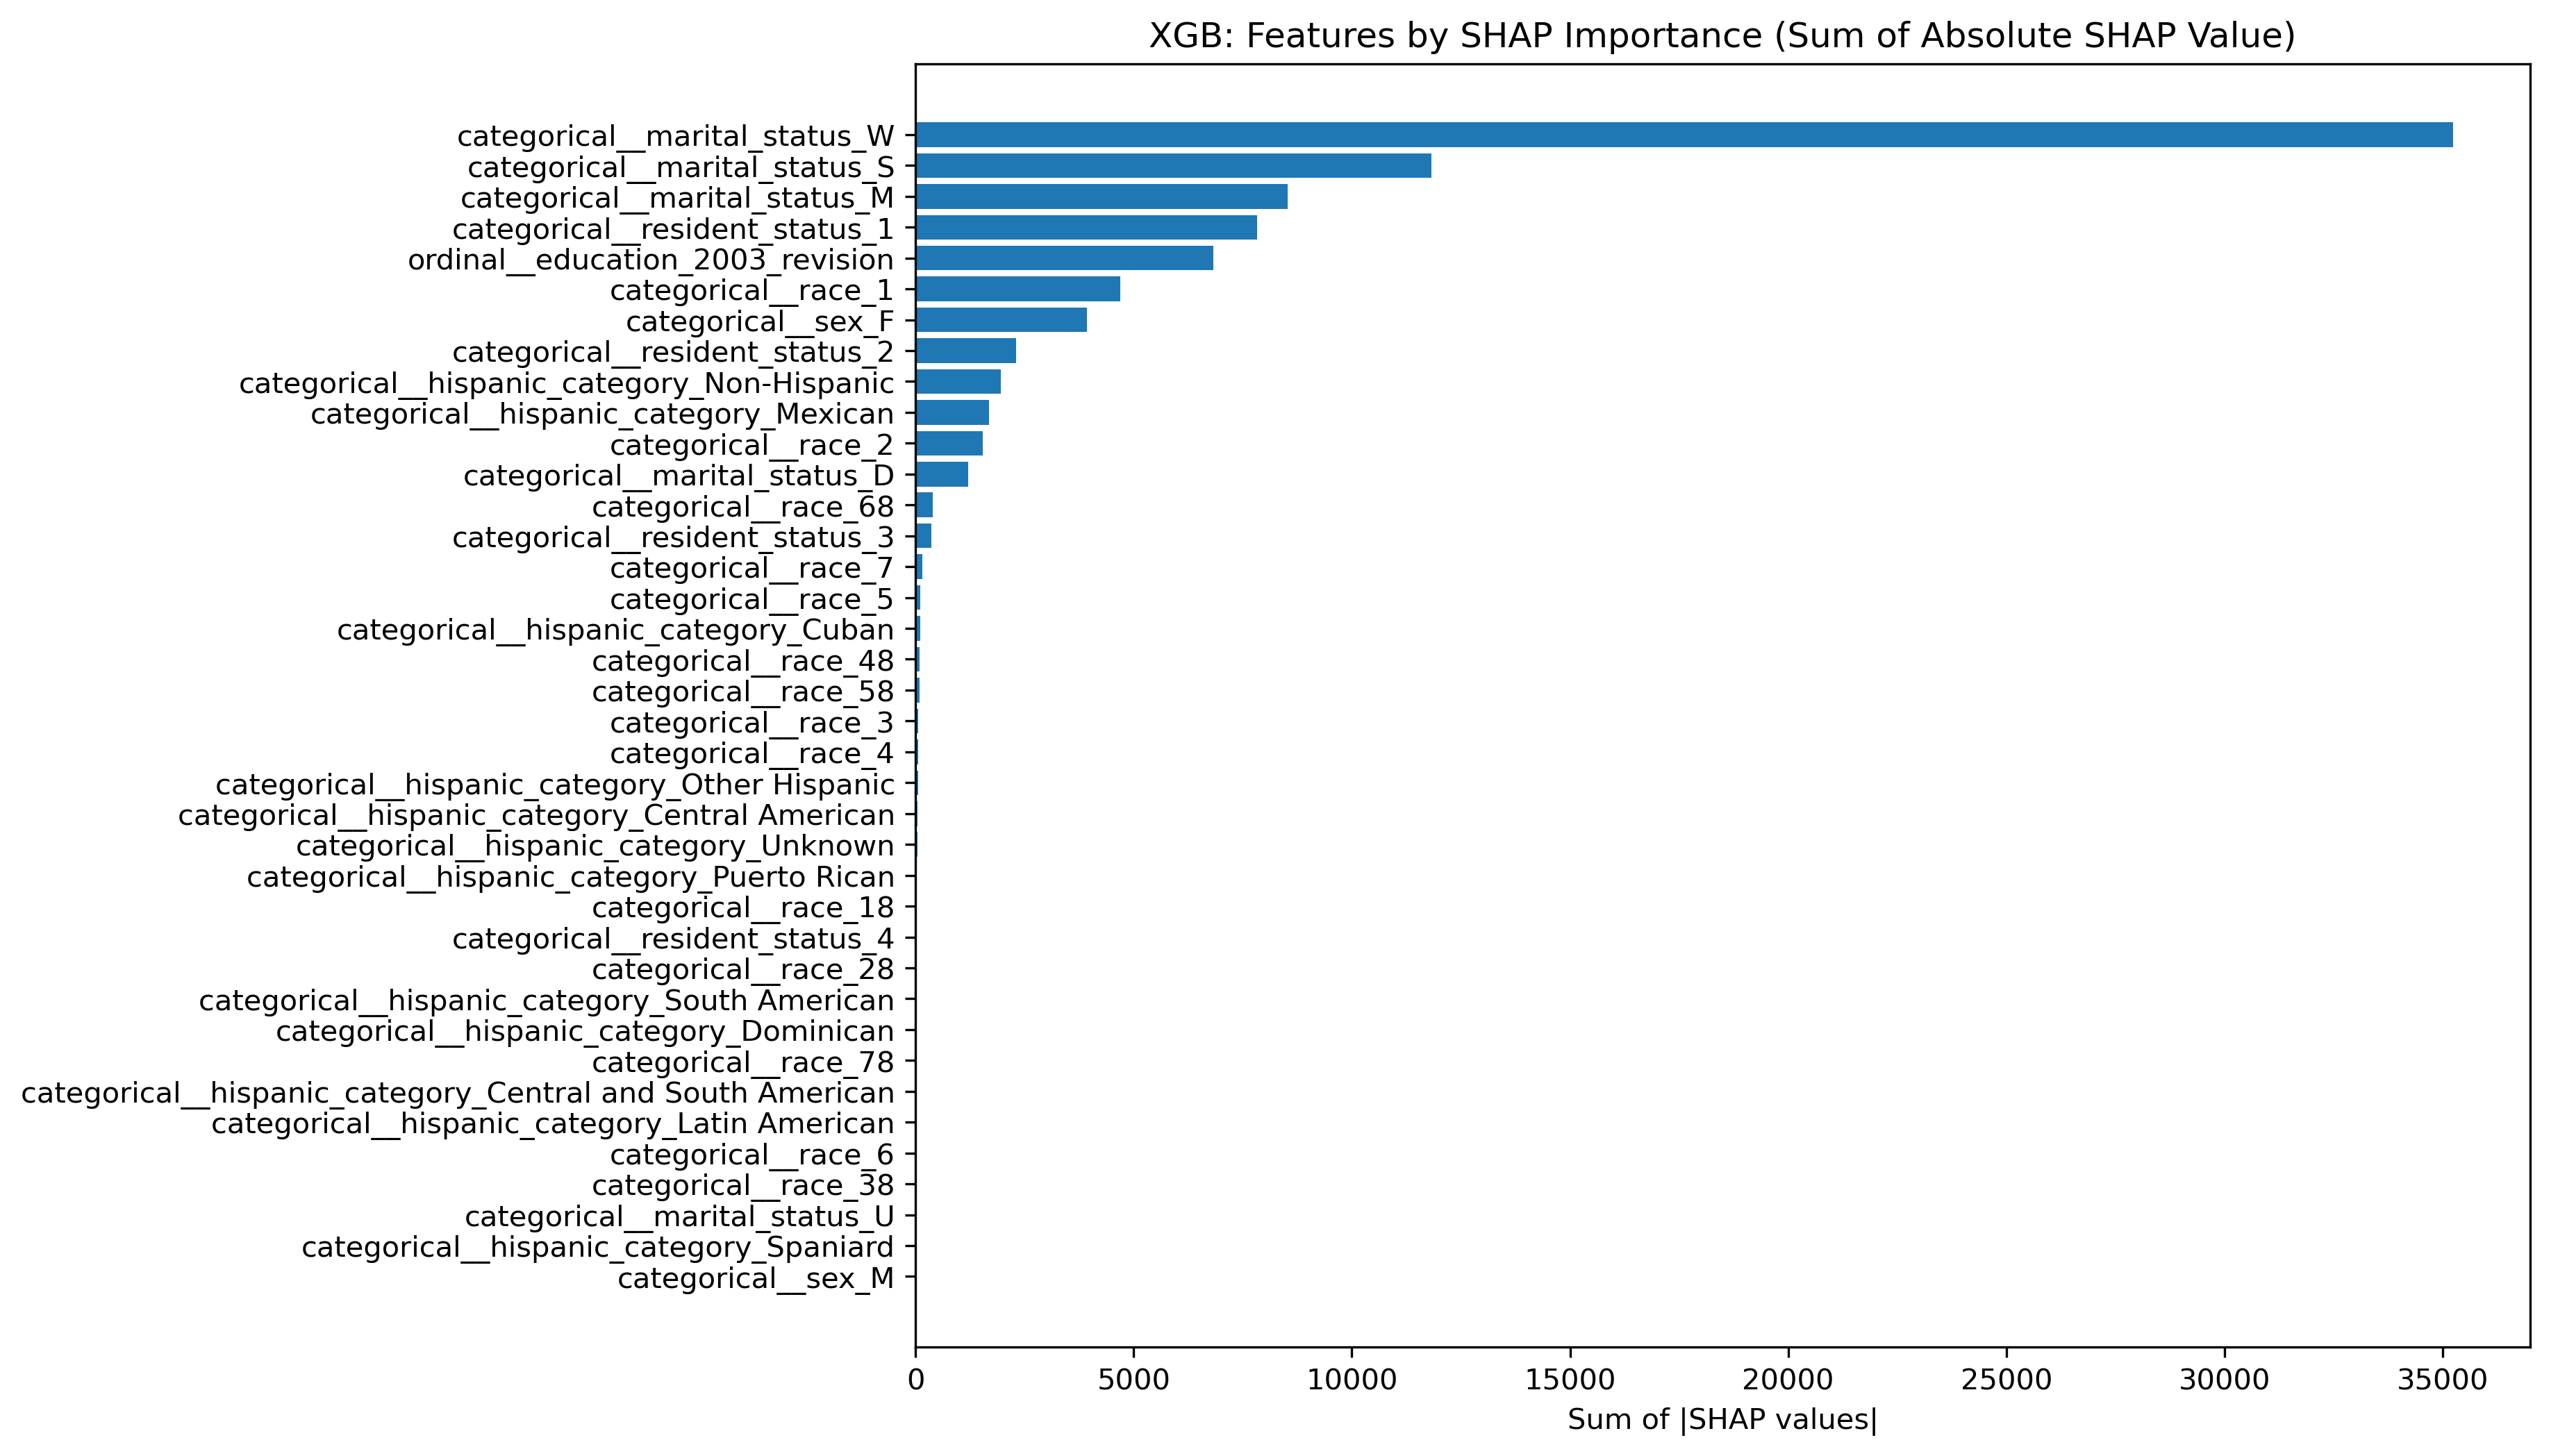 XGB: Features by SHAP Importance (Sum of Absolute SHAP Value)
categorical__marital_status_W
categorical__marital_status_S
categorical__marital_status_M
categorical__resident_status_1
ordinal__education_2003_revision
categorical__race_1
categorical__sex_F
categorical__resident_status_2
categorical__hispanic_category_Non-Hispanic
categorical__hispanic_category_Mexican
categorical__race_2
categorical__marital_status_D
categorical__race_68
categorical__resident_status_3
categorical__race_7
categorical__race_5
categorical__hispanic_category_Cuban
categorical__race_48
categorical__race_58
categorical__race_3
categorical__race_4
categorical__hispanic_category_Other Hispanic
categorical__hispanic_category_Central American
categorical__hispanic_category_Unknown
categorical__hispanic_category_Puerto Rican
categorical__race_18
categorical__resident_status_4
categorical__race_28
categorical__hispanic_category_South American
categorical__hispanic_category_Dominican
categorical__race_78
categorical__hispanic_category_Central and South American
categorical__hispanic_category_Latin American
categorical__race_6
categorical__race_38
categorical__marital_status_U
categorical__hispanic_category_Spaniard
categorical__sex_M
0 5000 10000 15000 20000 25000 30000 35000
Sum of |SHAP values|